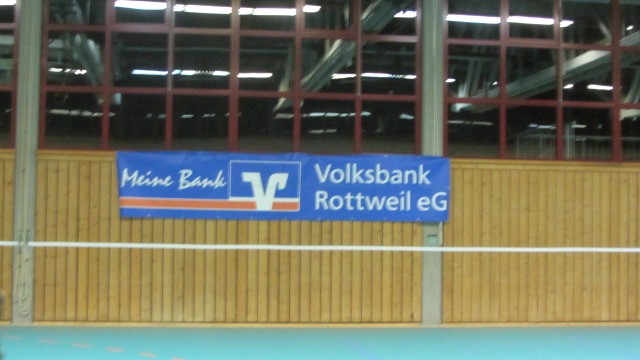 Meine Bank
Volksbank
Rottweil eG